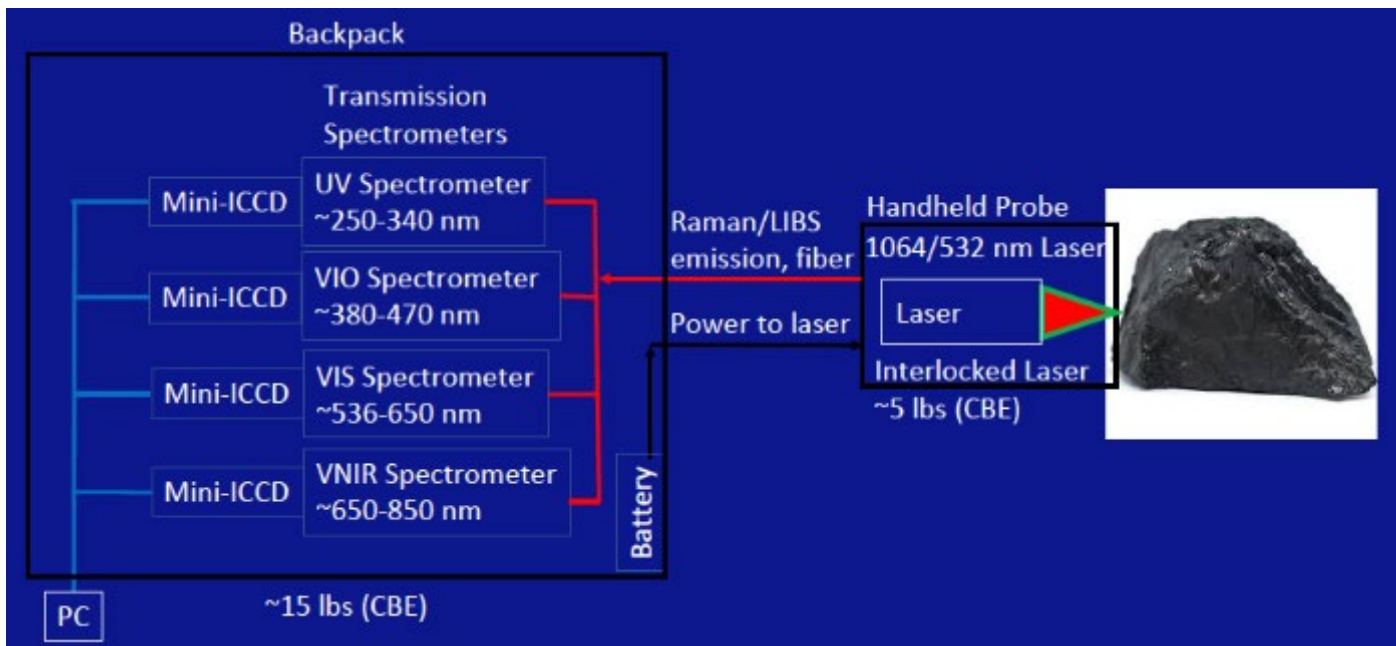 Backpack
Transmission
Spectrometers
Mini-ICCD
UV Spectrometer
~250-340 nm
Mini-ICCD
VIO Spectrometer
~380-470 nm
Mini-ICCD
VIS Spectrometer
~536-650 nm
Mini-ICCD
VNIR Spectrometer
~650-850 nm
Battery
~15 lbs (CBE)
PC
Raman/LIBS
emission, fiber
Power to laser
Handheld Probe
1064/532 nm Laser
Laser
Interlocked Laser
~5 lbs (CBE)